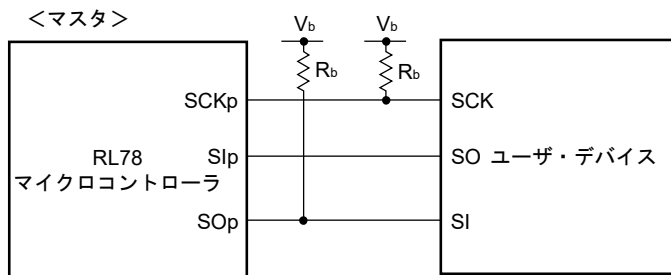 ＜マスタ＞
Vb
Vb
Rb
Rb
SCKp
SCK
RL78
マイクロコントローラ
SIp
SO ユーザ・デバイス
SOp
SI